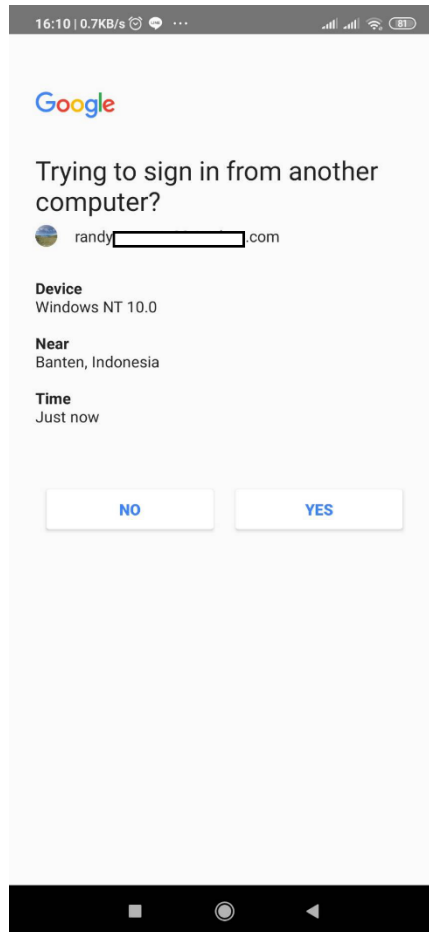 16:10 | 0.7KB/s ... 81
Google
Trying to sign in from another
computer?
randy .com
Device
Windows NT 10.0
Near
Banten, Indonesia
Time
Just now
NO YES